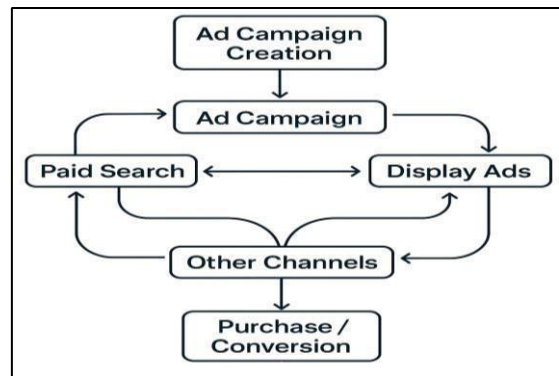 Ad Campaign
Creation
Ad Campaign
Paid Search
Display Ads
Other Channels
Purchase /
Conversion